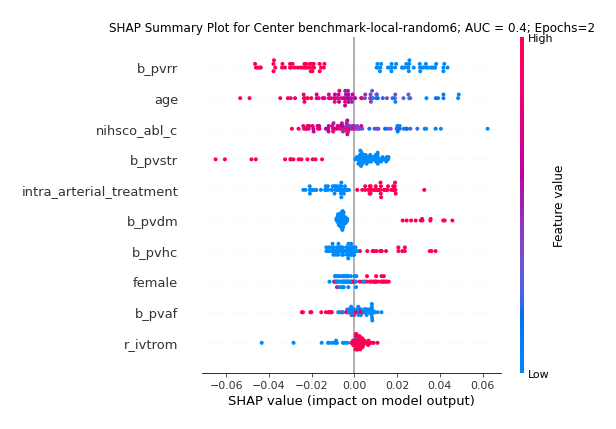 SHAP Summary Plot for Center benchmark-local-random6; AUC = 0.4; Epochs=2
High
b_pvrr
age
nihsco_abl_c
b_pvstr
intra_arterial_treatment
b_pvdm
b_pvhc
female
b_pvaf
r_ivtrom
Feature value
Low
−0.06 −0.04 −0.02 0.00 0.02 0.04 0.06
SHAP value (impact on model output)